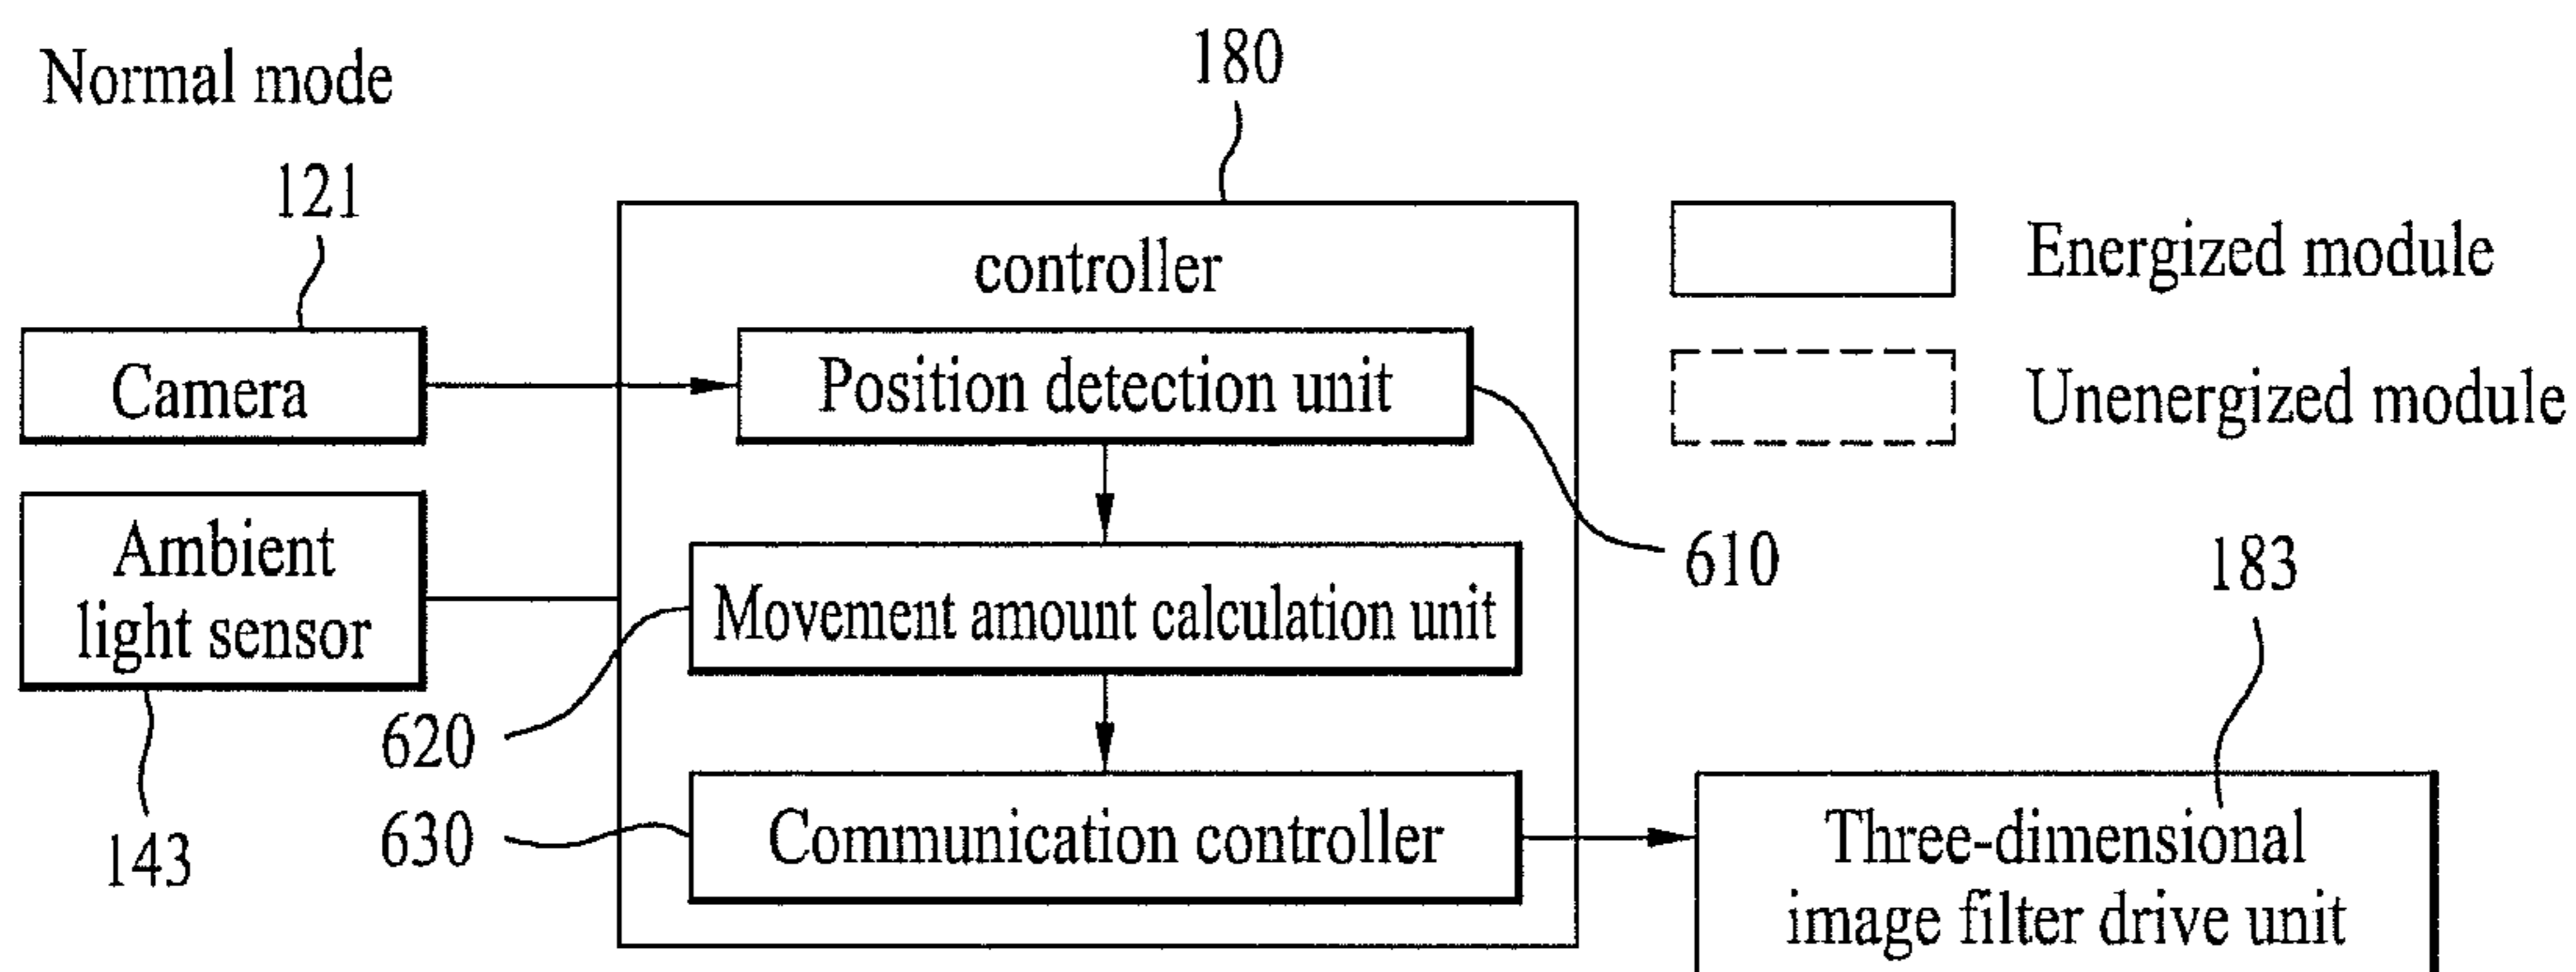 Normal mode
180
121
controller
Energized module
Camera
Position detection unit
Unenergized module
Ambient
light sensor
610
183
Movement amount calculation unit
620
630
143
Communication controller
Three-dimensional
image filter drive unit